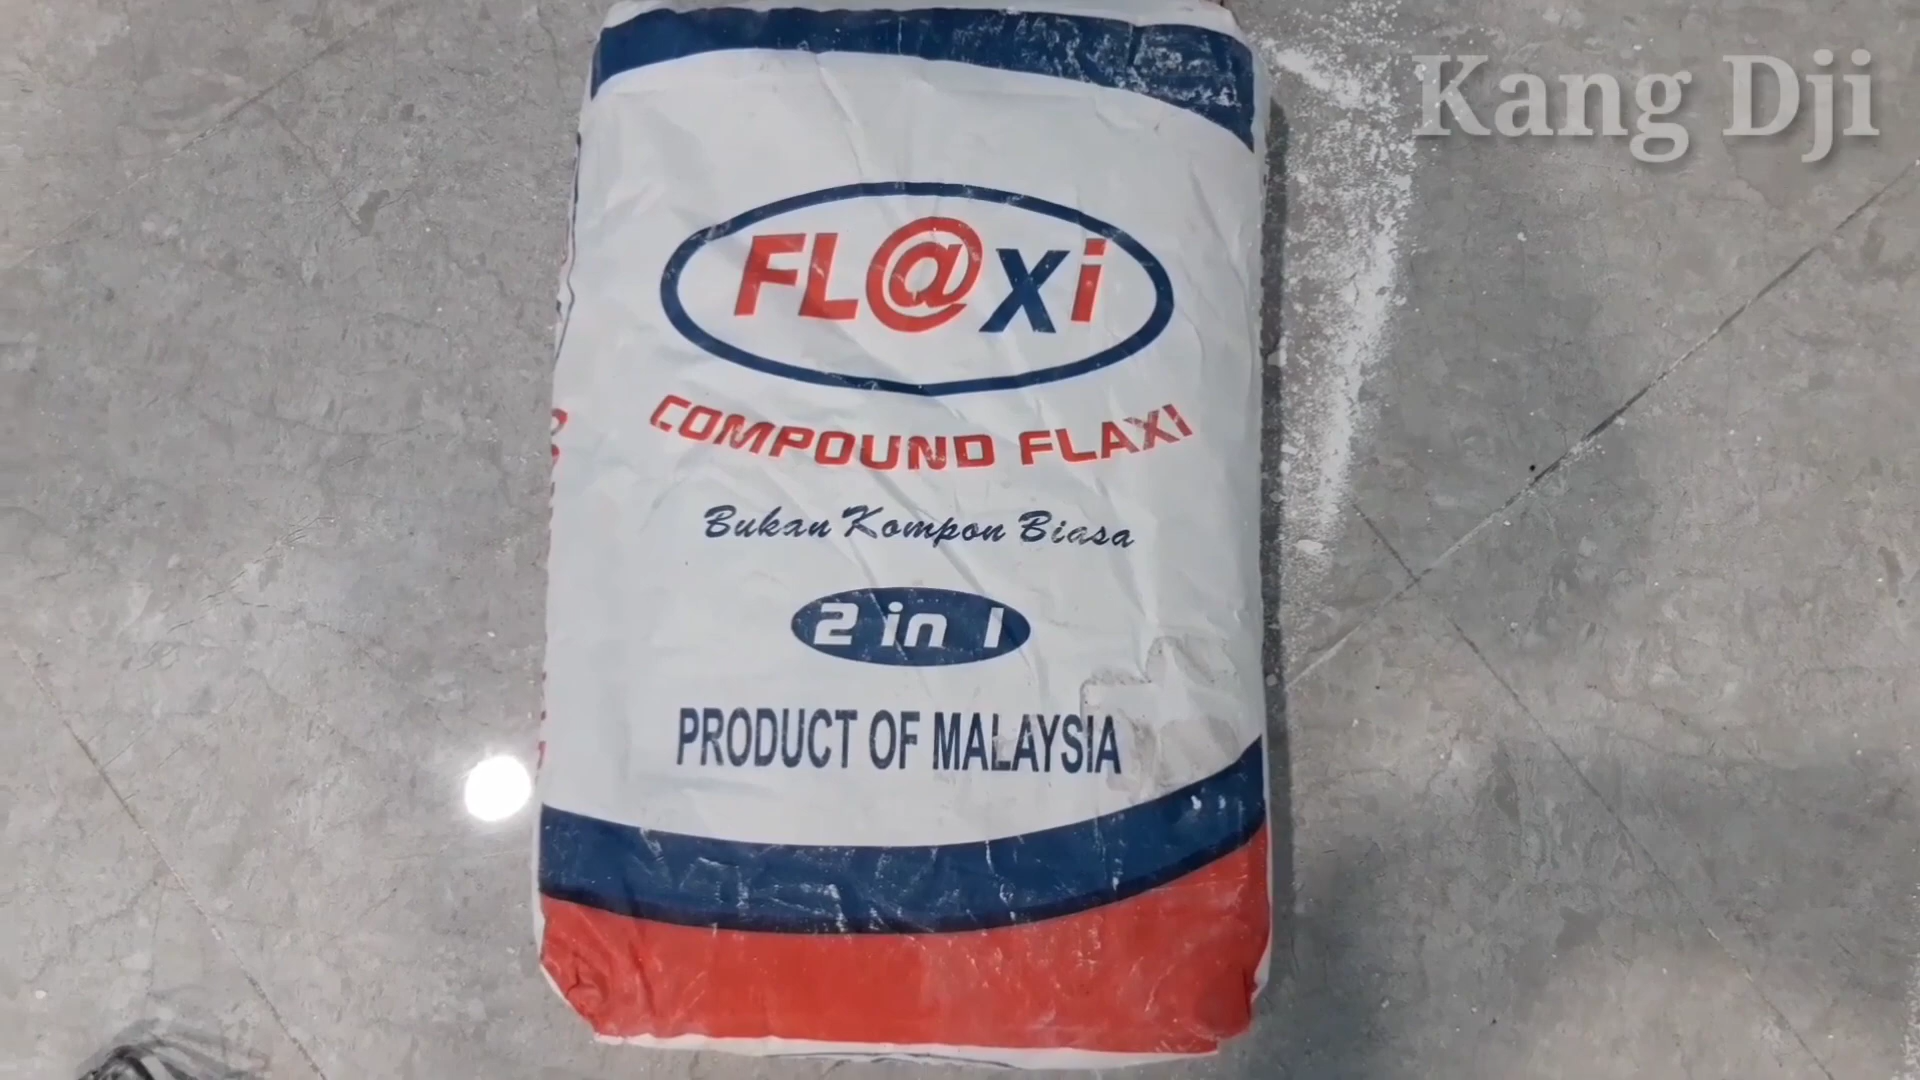 Kang Dji
FL@Xi
COMPOUND FLAXI
Bukan Kompon Biasa
2 in 1
PRODUCT OF MALAYSIA